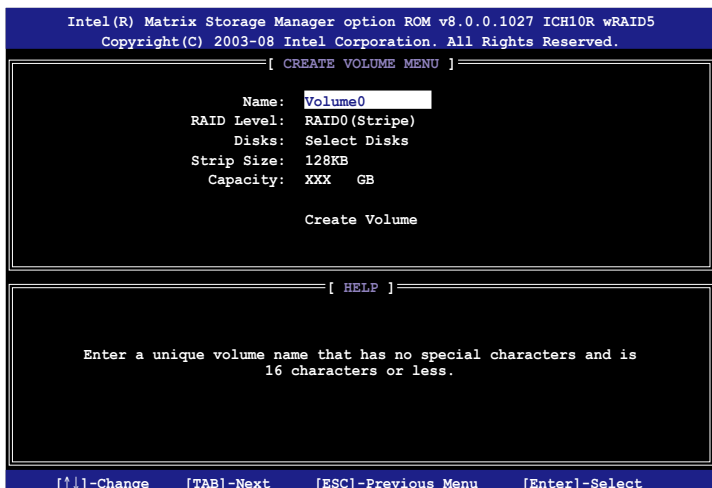 Intel(R) Matrix Storage Manager option ROM v8.0.0.1027 ICH10R wRAID5
Copyright(C) 2003-08 Intel Corporation. All Rights Reserved.
[ CREATE VOLUME MENU ]
Name: Volume0
RAID Level: RAID0(Stripe)
Disks: Select Disks
Strip Size: 128KB
Capacity: XXX GB
Create Volume
[ HELP ]
Enter a unique volume name that has no special characters and is
16 characters or less.
[↑↓]-Change [TAB]-Next [ESC]-Previous Menu [Enter]-Select